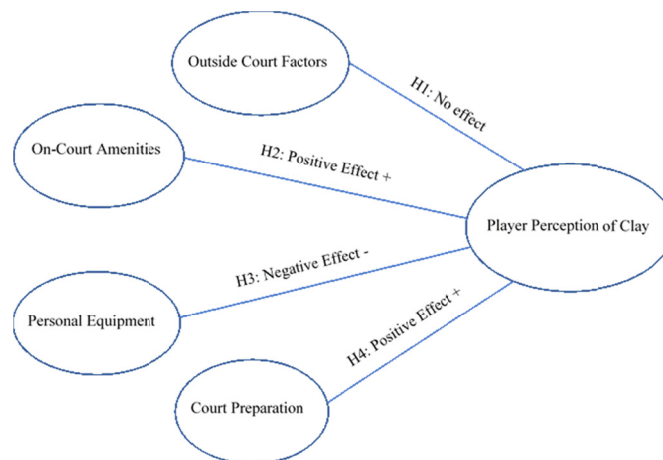 Outside Court Factors
H1: No effect
On-Court Amenities
H2: Positive Effect +
Player Perception of Clay
H3: Negative Effect -
Personal Equipment
H4: Positive Effect +
Court Preparation